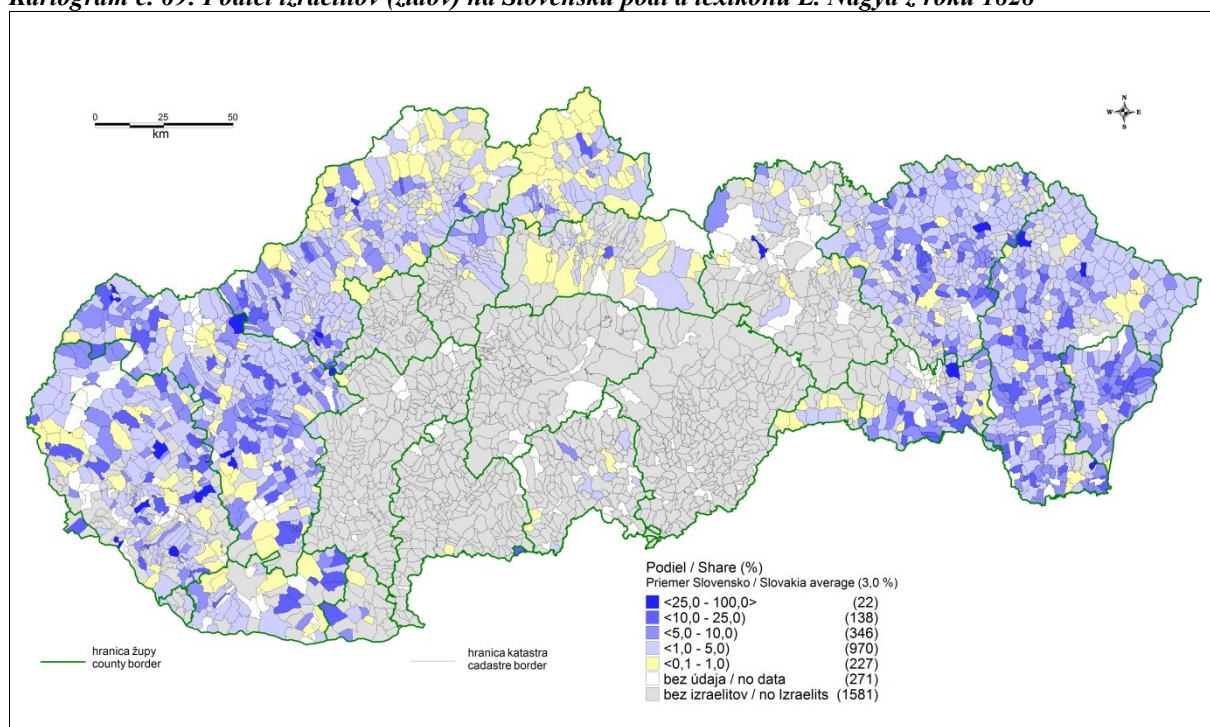 Kartogram č. 69: Podiel izraelitov (židov) na Slovensku podľa lexikónu L. Nagya z roku 1828
0 25 50
km
N
W E
S
Podiel / Share (%)
Priemer Slovensko / Slovakia average (3,0 %)
<25,0 - 100,0> (22)
<10,0 - 25,0) (138)
<5,0 - 10,0) (346)
<1,0 - 5,0) (970)
<0,1 - 1,0) (227)
bez údaja / no data (271)
bez izraelitov / no Izraelits (1581)
hranica župy
county border
hranica katastra
cadastre border